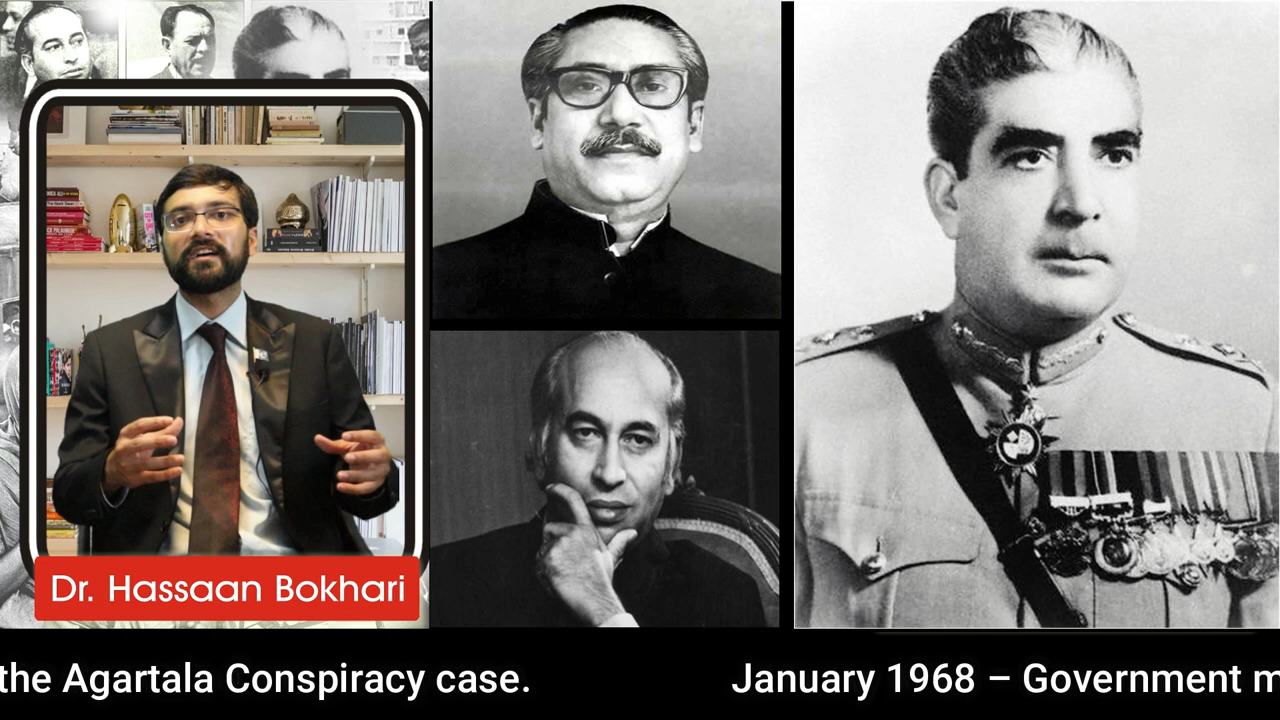 Dr. Hassaan Bokhari
the Agartala Conspiracy case. January 1968 – Government